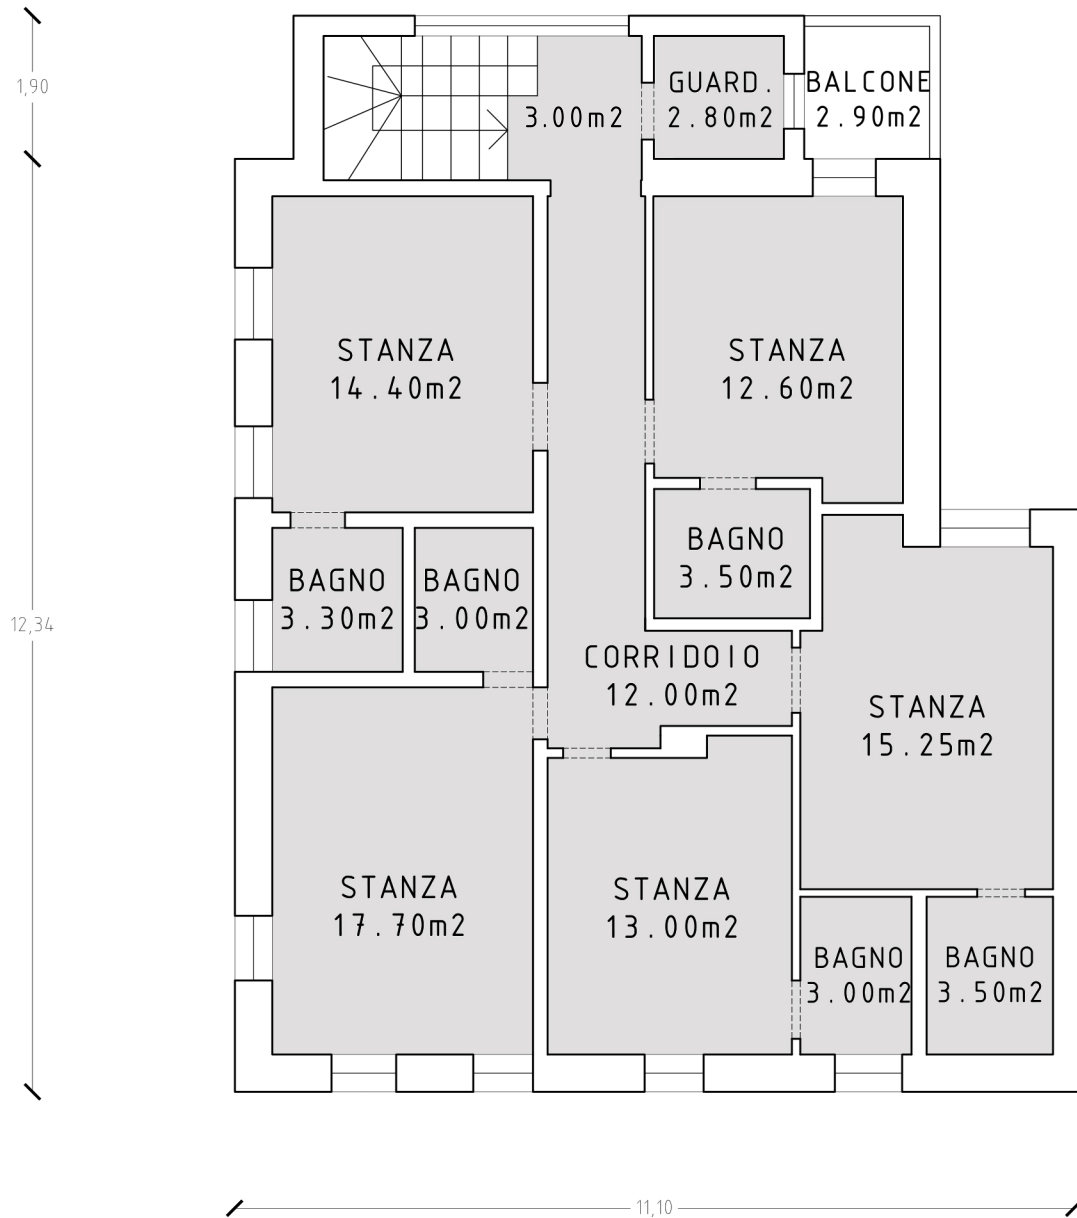 1,90
GUARD.
2.80m2
BALCONE
2.90m2
3.00m2
STANZA
14.40m2
STANZA
12.60m2
BAGNO
3.50m2
BAGNO
3.30m2
BAGNO
3.00m2
12,34
CORRIDOIO
12.00m2
STANZA
15.25m2
STANZA
17.70m2
STANZA
13.00m2
BAGNO
3.00m2
BAGNO
3.50m2
11,10